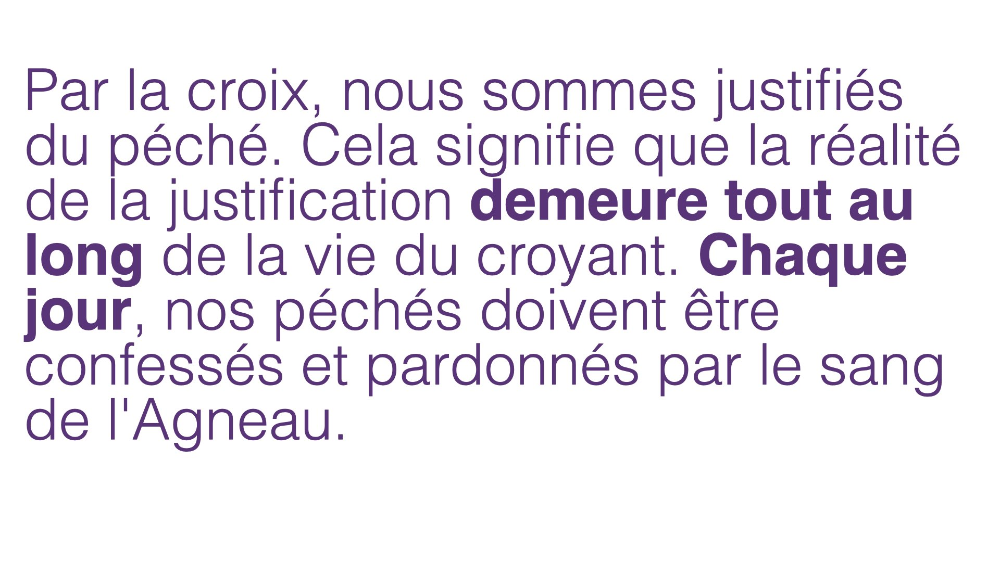 Par la croix, nous sommes justifiés
du péché. Cela signifie que la réalité
de la justification demeure tout au
long de la vie du croyant. Chaque
jour, nos péchés doivent être
confessés et pardonnés par le sang
de l'Agneau.